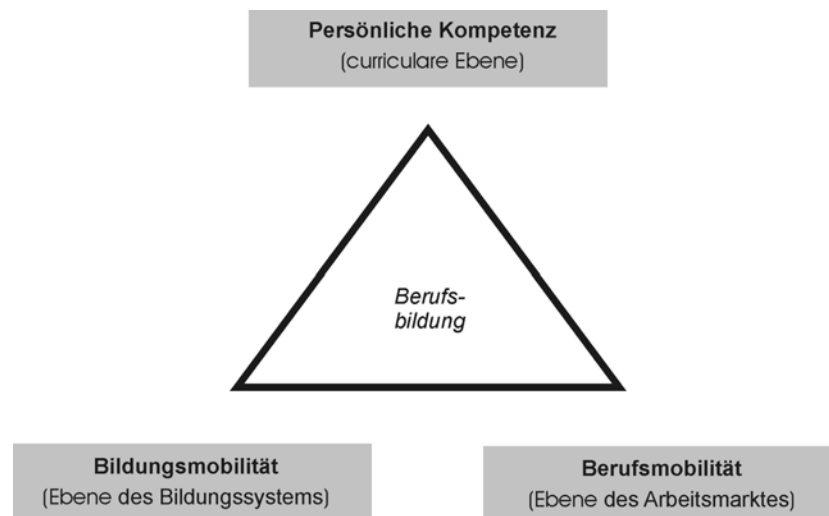 Persönliche Kompetenz
(curriculare Ebene)
Berufs-
bildung
Bildungsmobilität
(Ebene des Bildungssystems)
Berufsmobilität
(Ebene des Arbeitsmarktes)